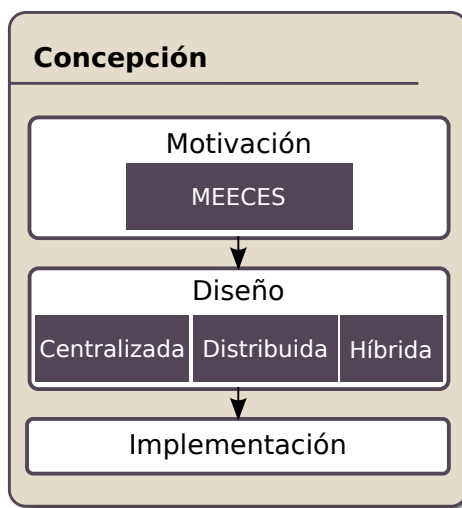 Concepción
Motivación
MEECES
Diseño
Centralizada Distribuida Híbrida
Implementación